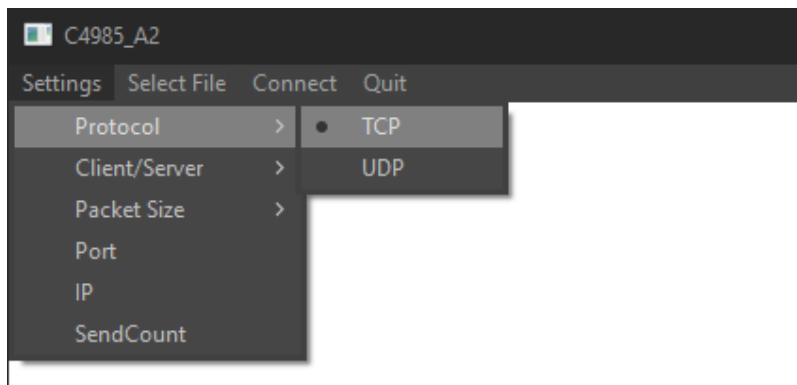 C4985_A2
Settings Select File Connect Quit
Protocol > TCP
Client/Server > UDP
Packet Size >
Port
IP
SendCount